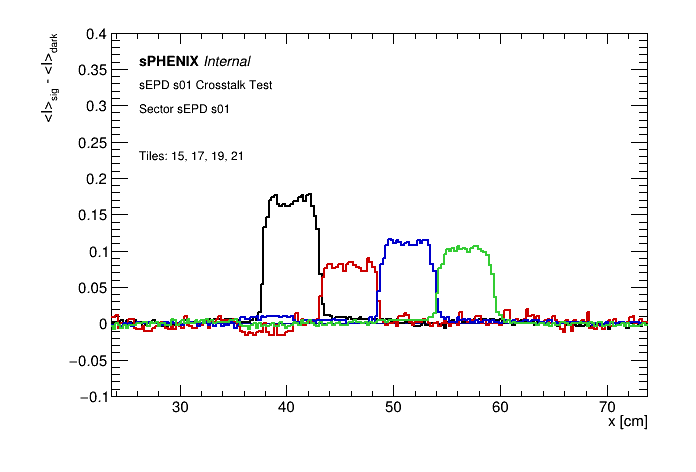 <I>sig - <I>dark
0.4
0.35
0.3
0.25
0.2
0.15
0.1
0.05
0
−0.05
−0.1
sPHENIX Internal
sEPD s01 Crosstalk Test
Sector sEPD s01
Tiles: 15, 17, 19, 21
30 40 50 60 70
x [cm]